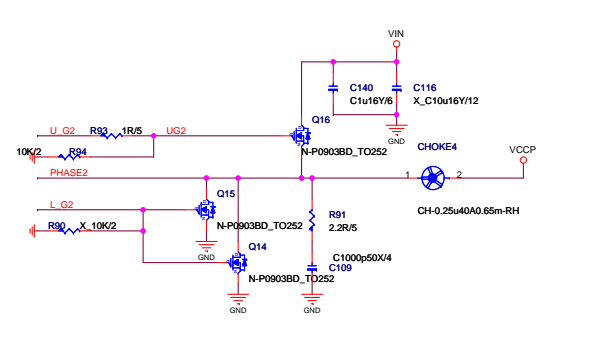 VIN
C140
C1u16Y/6
C116
X_C10u16Y/12
GND
Q16
U_G2
R93
1R/5
UG2
10K/2
R94
N-P0903BD_TO252
CHOKE4
VCCP
PHASE2
1
2
Q15
L_G2
CH-0.25u40A0.65m-RH
R90
X_10K/2
N-P0903BD_TO252
R91
2.2R/5
Q14
GND
C1000p50X/4
C109
N-P0903BD_TO252
GND
GND